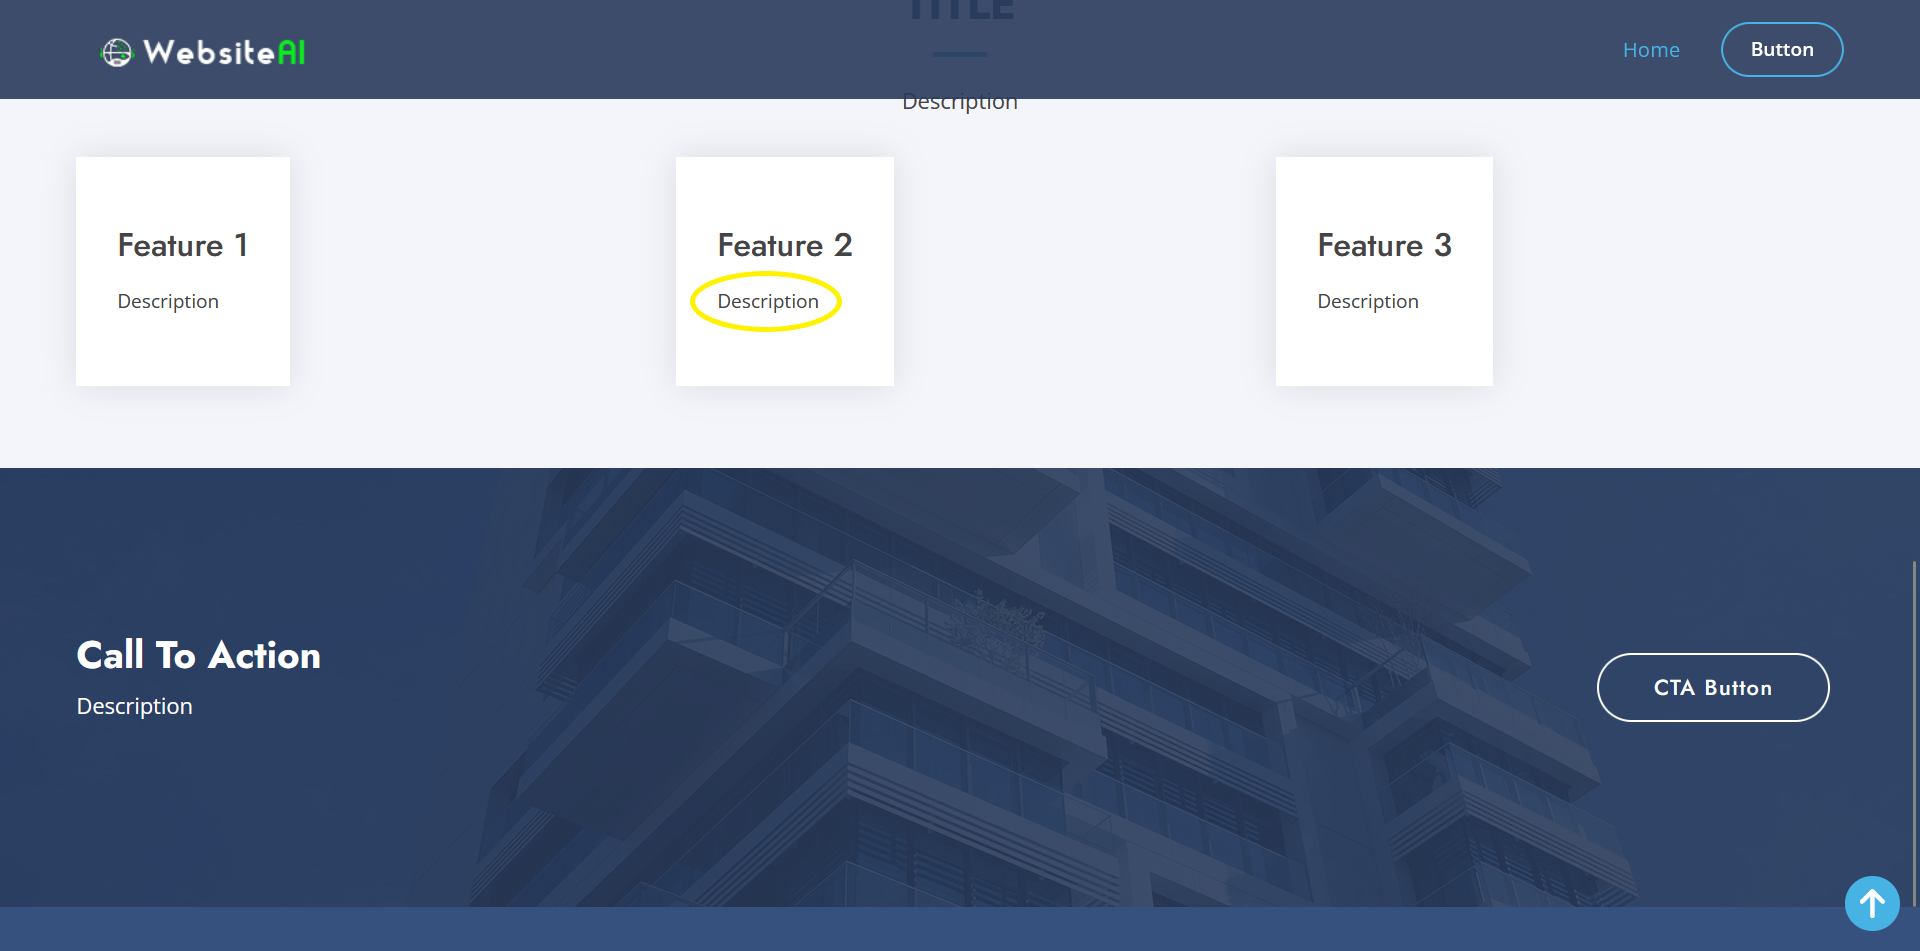 TITLE
WebsiteAI
Home
Button
Description
Feature 1
Feature 2
Feature 3
Description
Description
Description
Call To Action
Description
CTA Button